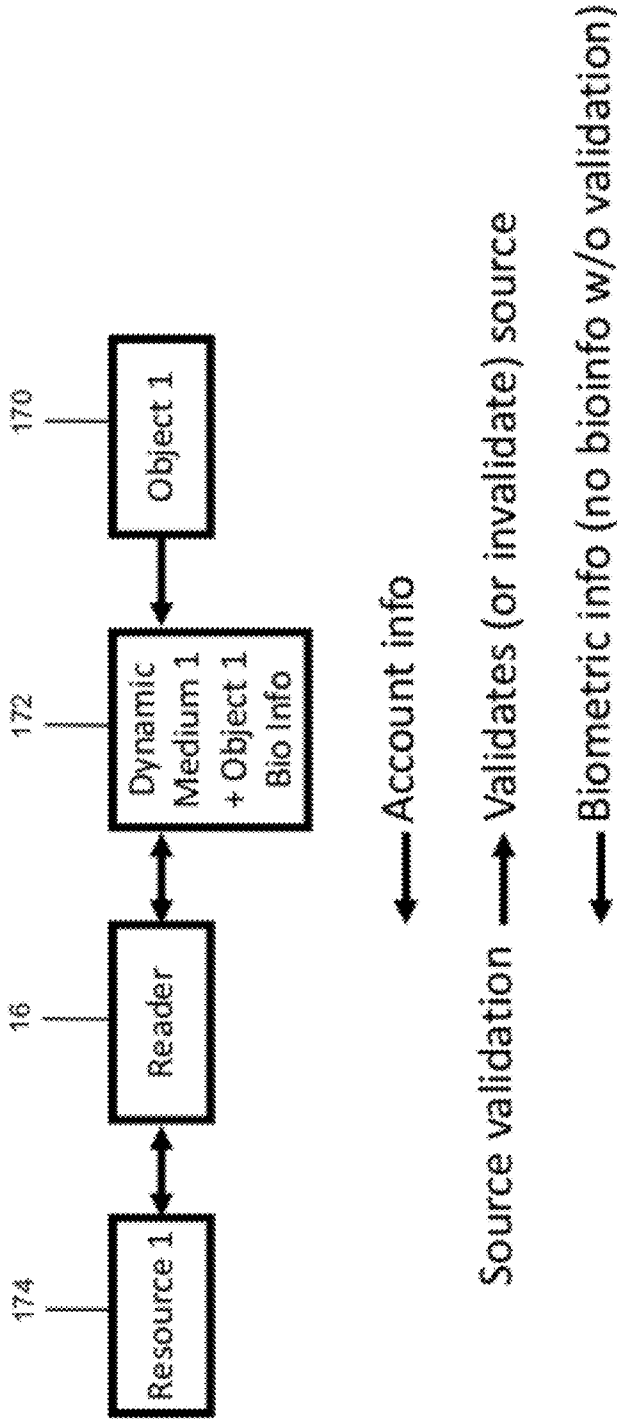 174
16
172
170
Resource 1
Reader
Dynamic
Medium 1
+ Object 1
Bio Info
Object 1
Account info
Source validation
Validates (or invalidate) source
Biometric info (no bioinfo w/o validation)